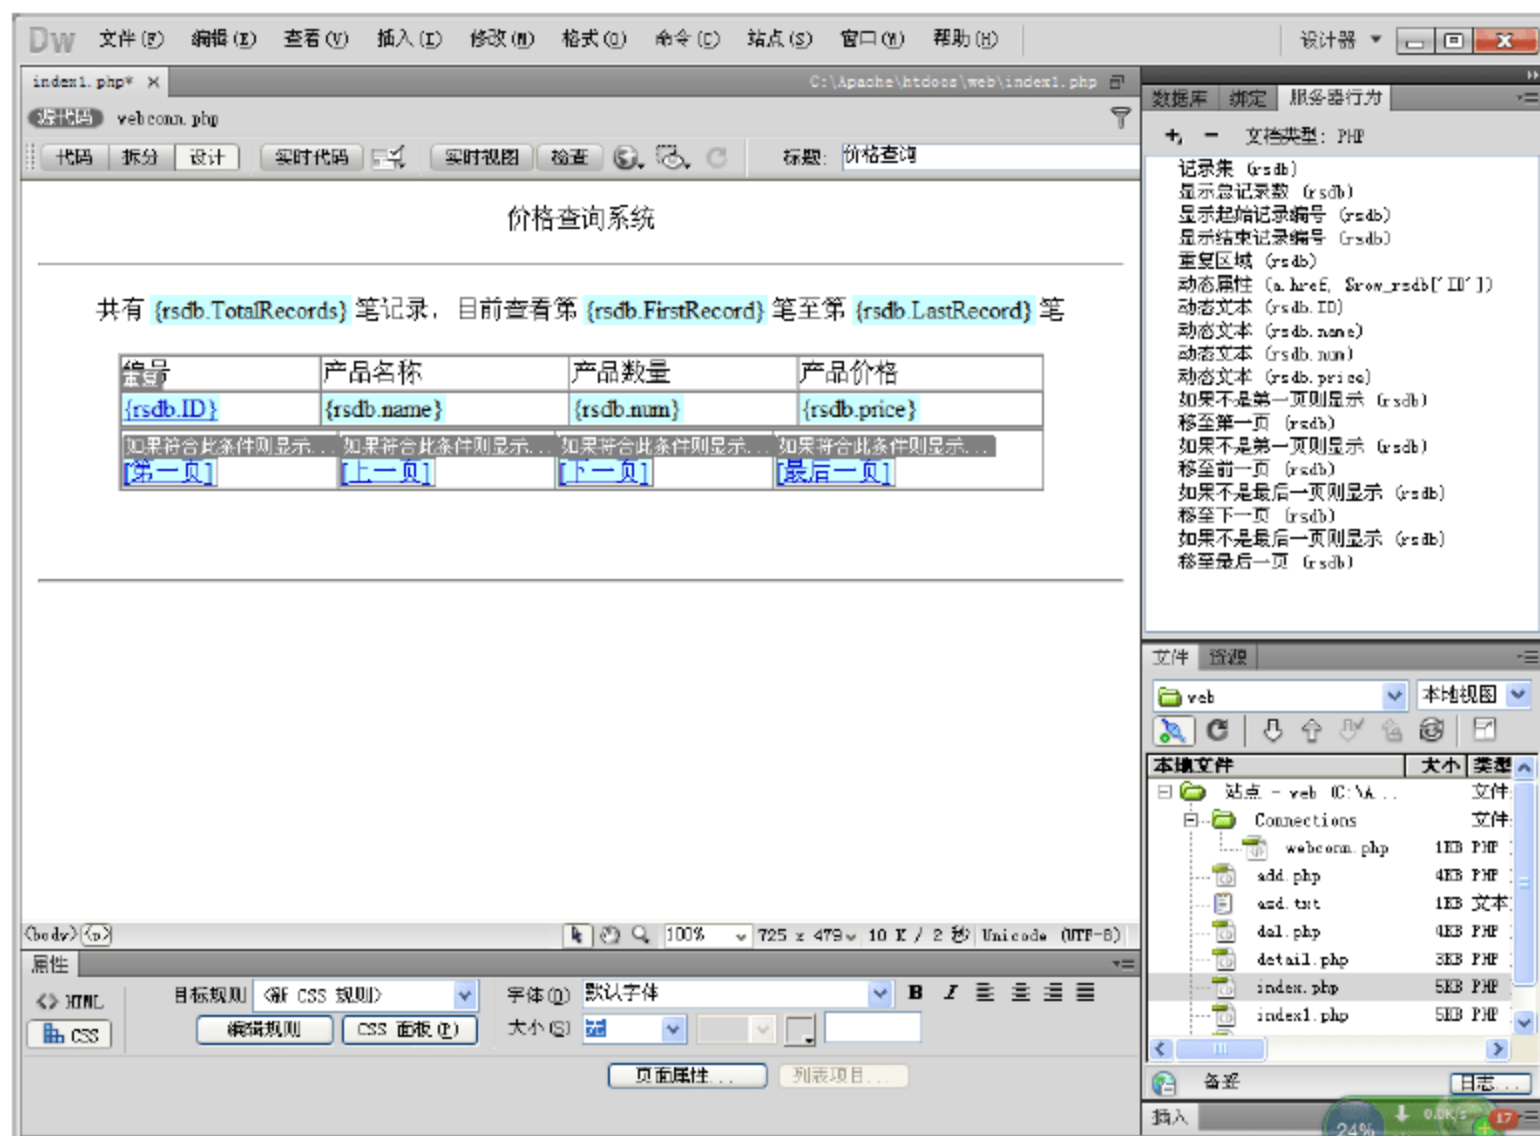 Dw 文件(F) 编辑(E) 查看(V) 插入(I) 修改(M) 格式(O) 命令(C) 站点(S) 窗口(W) 帮助(H) 设计器
index1.php* × C:\Apache\htdocs\web\index1.php
源代码 webconn.php
代码 拆分 设计 实时代码 实时视图 检查 标题: 价格查询
价格查询系统
共有 {rsdb.TotalRecords} 笔记录，目前查看第 {rsdb.FirstRecord} 笔至第 {rsdb.LastRecord} 笔
重复
编号 产品名称 产品数量 产品价格
{rsdb.ID} {rsdb.name} {rsdb.num} {rsdb.price}
如果符合此条件则显示... 如果符合此条件则显示... 如果符合此条件则显示... 如果符合此条件则显示...
[第一页] [上一页] [下一页] [最后一页]
<body> <p> 100% 725 x 479 10 K / 2 秒 Unicode (UTF-8)
属性
<> HTML 目标规则 <新 CSS 规则> 字体(O) 默认字体 B I
CSS 编辑规则 CSS 面板(P) 大小(S) 无
页面属性... 列表项目...
数据库 绑定 服务器行为
+ - 文档类型: PHP
记录集 (rsdb)
显示总记录数 (rsdb)
显示起始记录编号 (rsdb)
显示结束记录编号 (rsdb)
重复区域 (rsdb)
动态属性 (a.href, $row_rsdb['ID'])
动态文本 (rsdb.ID)
动态文本 (rsdb.name)
动态文本 (rsdb.num)
动态文本 (rsdb.price)
如果不是第一页则显示 (rsdb)
移至第一页 (rsdb)
如果不是第一页则显示 (rsdb)
移至前一页 (rsdb)
如果不是最后一页则显示 (rsdb)
移至下一页 (rsdb)
如果不是最后一页则显示 (rsdb)
移至最后一页 (rsdb)
文件 资源
web 本地视图
本地文件 大小 类型
站点 - web (C:\A... 文件
Connections 文件
webconn.php 1KB PHP
add.php 4KB PHP
asd.txt 1KB 文本
del.php 4KB PHP
detail.php 3KB PHP
index.php 5KB PHP
index1.php 5KB PHP
备妥 日志...
插入 24% 0.0K/s 17